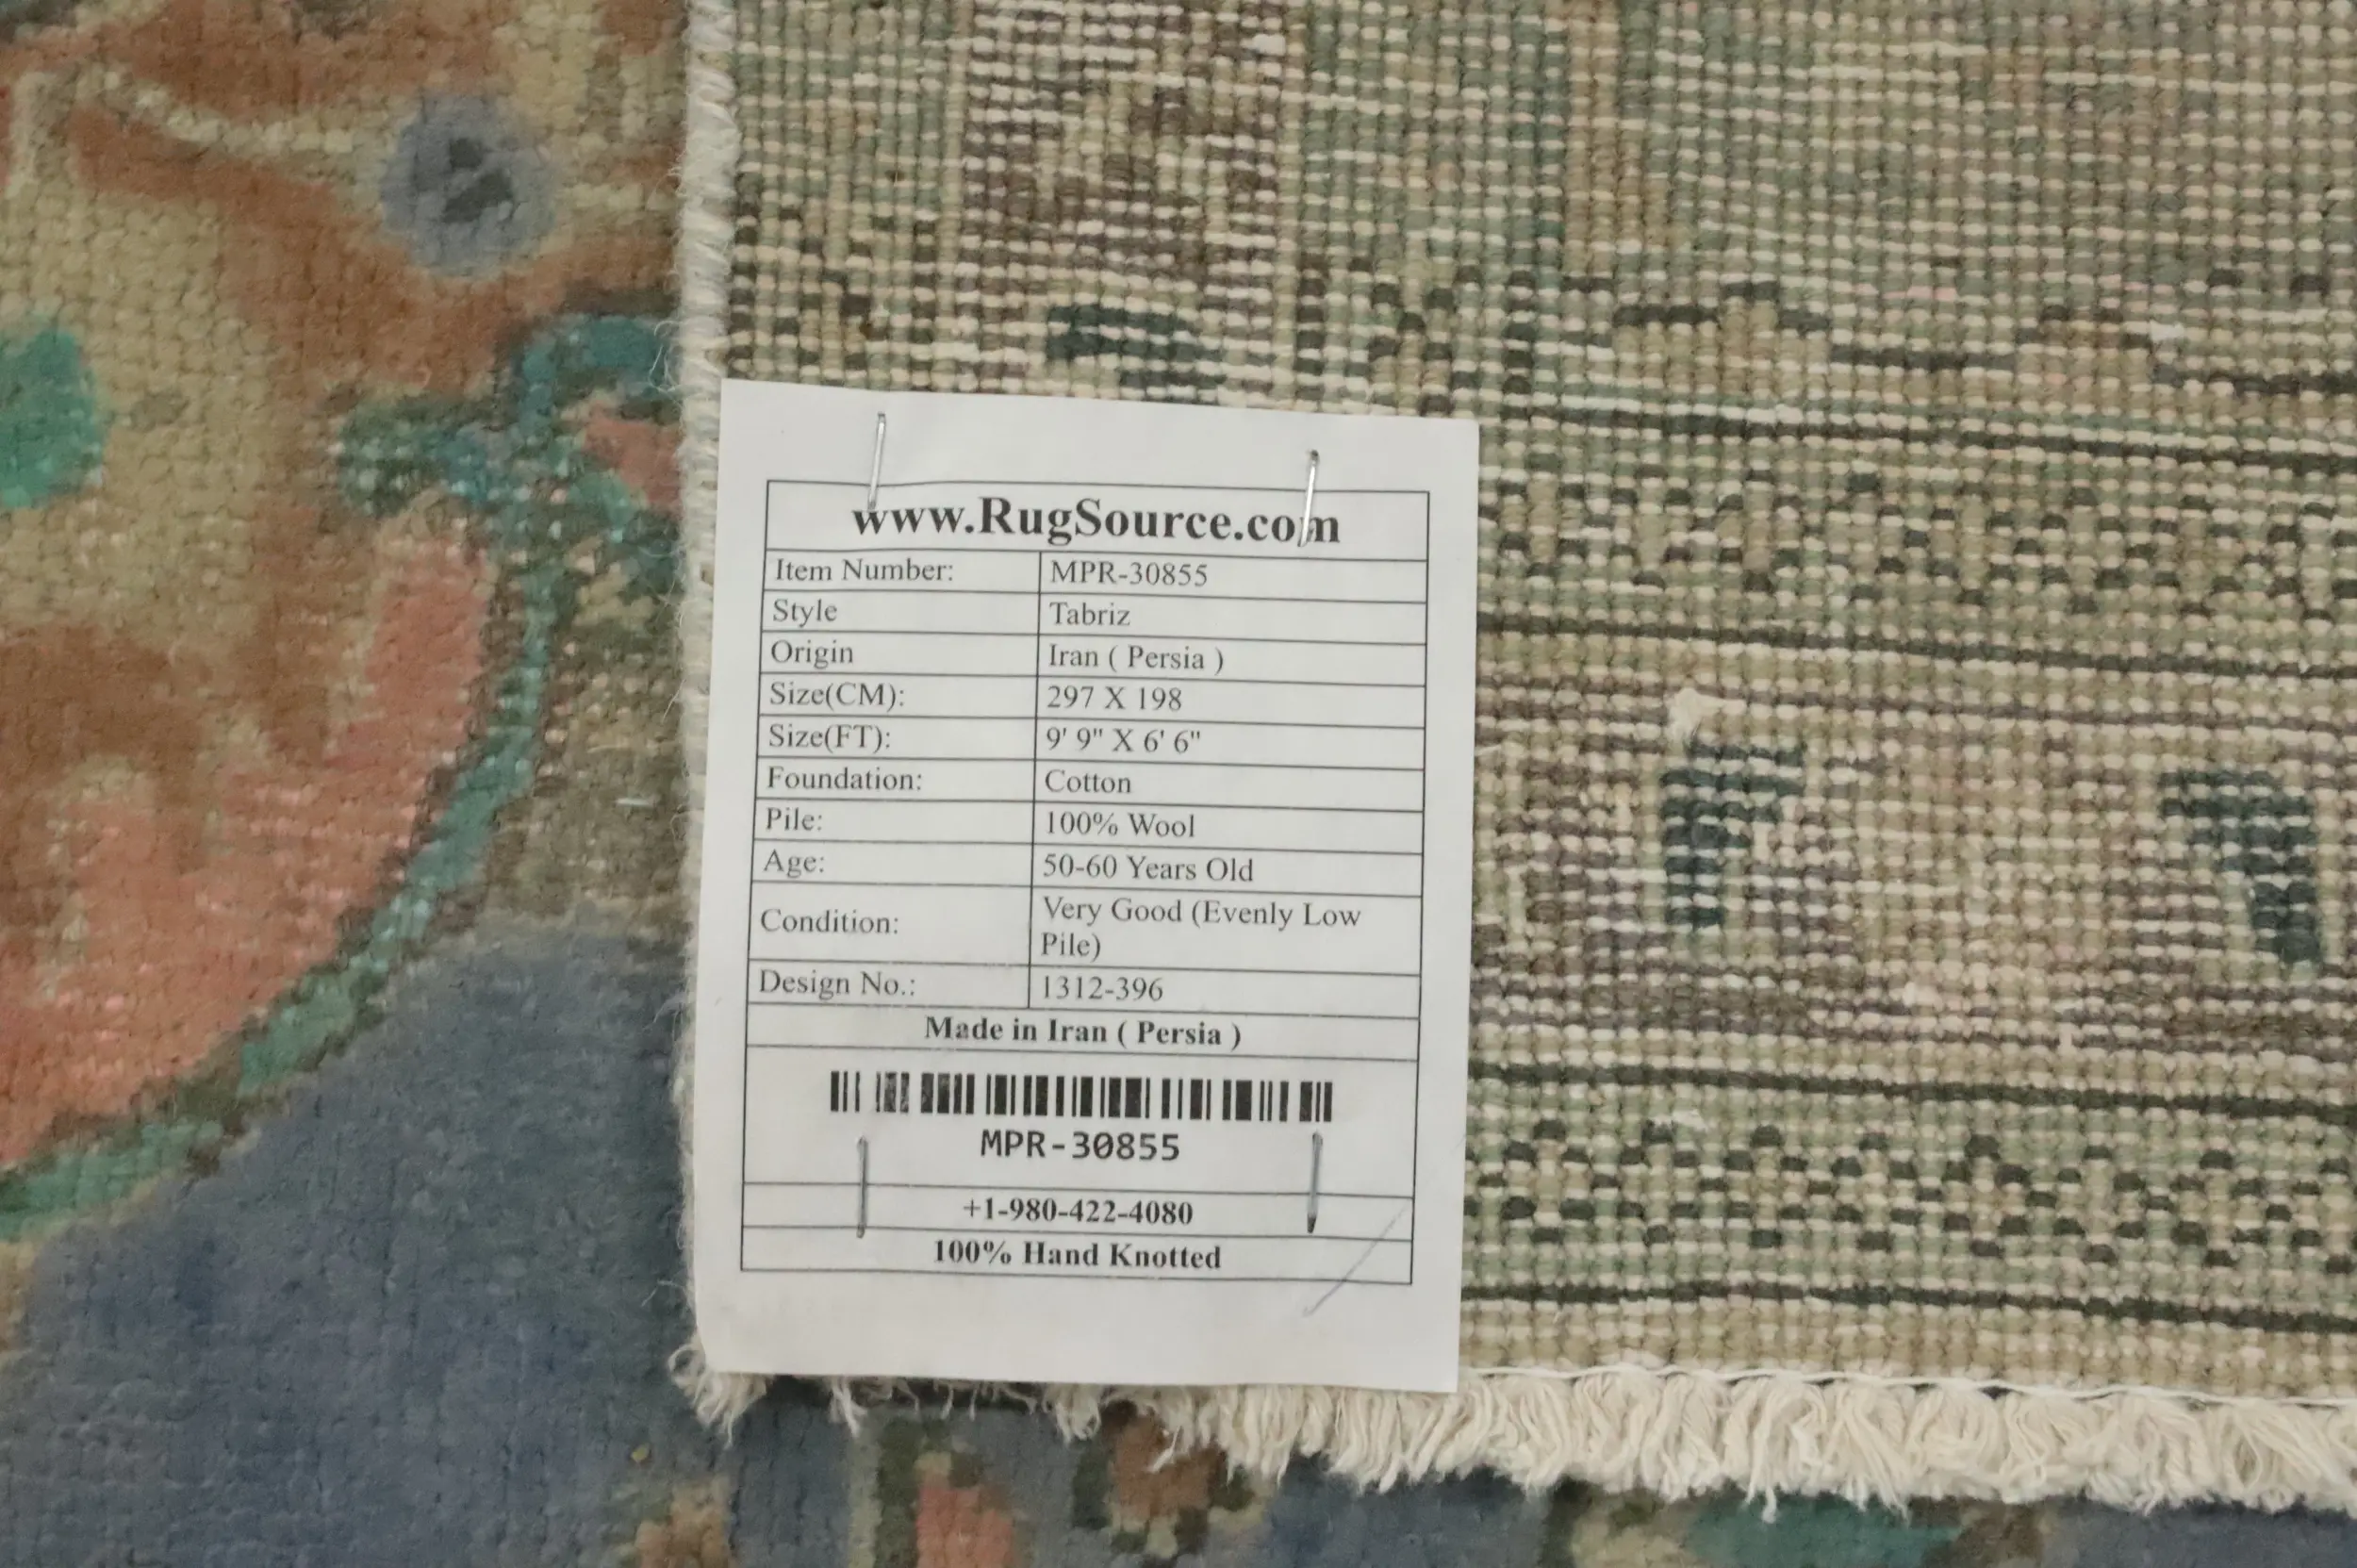 www.RugSource.com
Item Number: MPR-30855
Style Tabriz
Origin Iran ( Persia )
Size(CM): 297 X 198
Size(FT): 9' 9" X 6' 6"
Foundation: Cotton
Pile: 100% Wool
Age: 50-60 Years Old
Condition: Very Good (Evenly Low
Pile)
Design No.: 1312-396
Made in Iran ( Persia )
MPR-30855
+1-980-422-4080
100% Hand Knotted